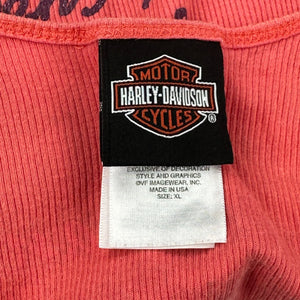 MOTOR
HARLEY-DAVIDSON
CYCLES
®
EXCLUSIVE OF DECORATION
STYLE AND GRAPHICS
©VF IMAGEWEAR, INC.
MADE IN USA
SIZE: XL